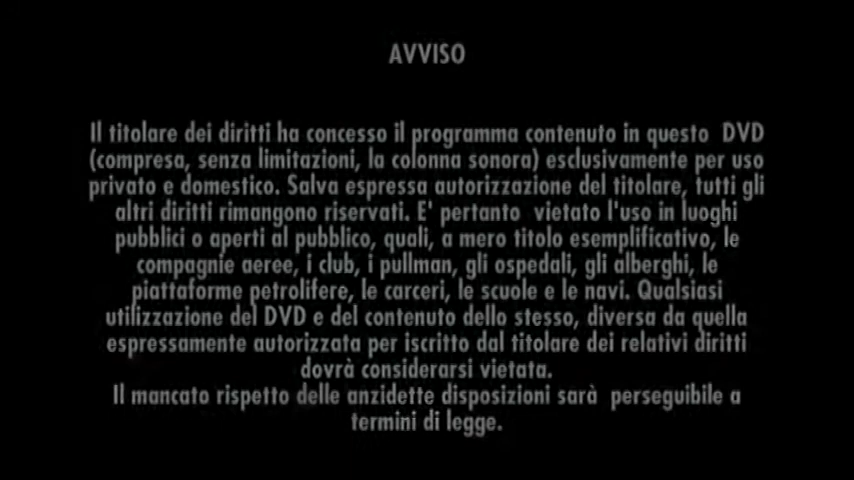 AVVISO
Il titolare dei diritti ha concesso il programma contenuto in questo DVD
(compresa, senza limitazioni, la colonna sonora) esclusivamente per uso
privato e domestico. Salva espressa autorizzazione del titolare, tutti gli
altri diritti rimangono riservati. E' pertanto vietato l'uso in luoghi
pubblici o aperti al pubblico, quali, a mero titolo esemplificativo, le
compagnie aeree, i club, i pullman, gli ospedali, gli alberghi, le
piattaforme petrolifere, le carceri, le scuole e le navi. Qualsiasi
utilizzazione del DVD e del contenuto dello stesso, diversa da quella
espressamente autorizzata per iscritto dal titolare dei relativi diritti
dovrà considerarsi vietata.
Il mancato rispetto delle anzidette disposizioni sarà perseguibile a
termini di legge.